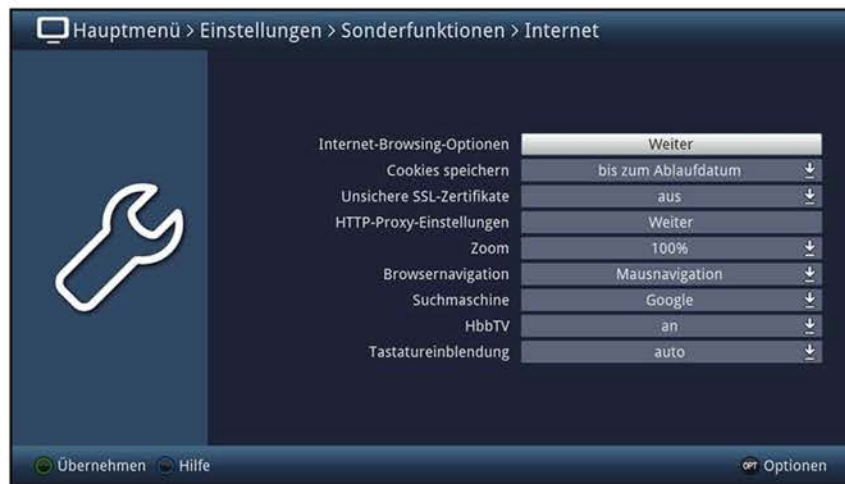 Hauptmenü > Einstellungen > Sonderfunktionen > Internet
Internet-Browsing-Optionen Weiter
Cookies speichern bis zum Ablaufdatum
Unsichere SSL-Zertifikate aus
HTTP-Proxy-Einstellungen Weiter
Zoom 100%
Browsernavigation Mausnavigation
Suchmaschine Google
HbbTV an
Tastatureinblendung auto
Übernehmen Hilfe OPT Optionen